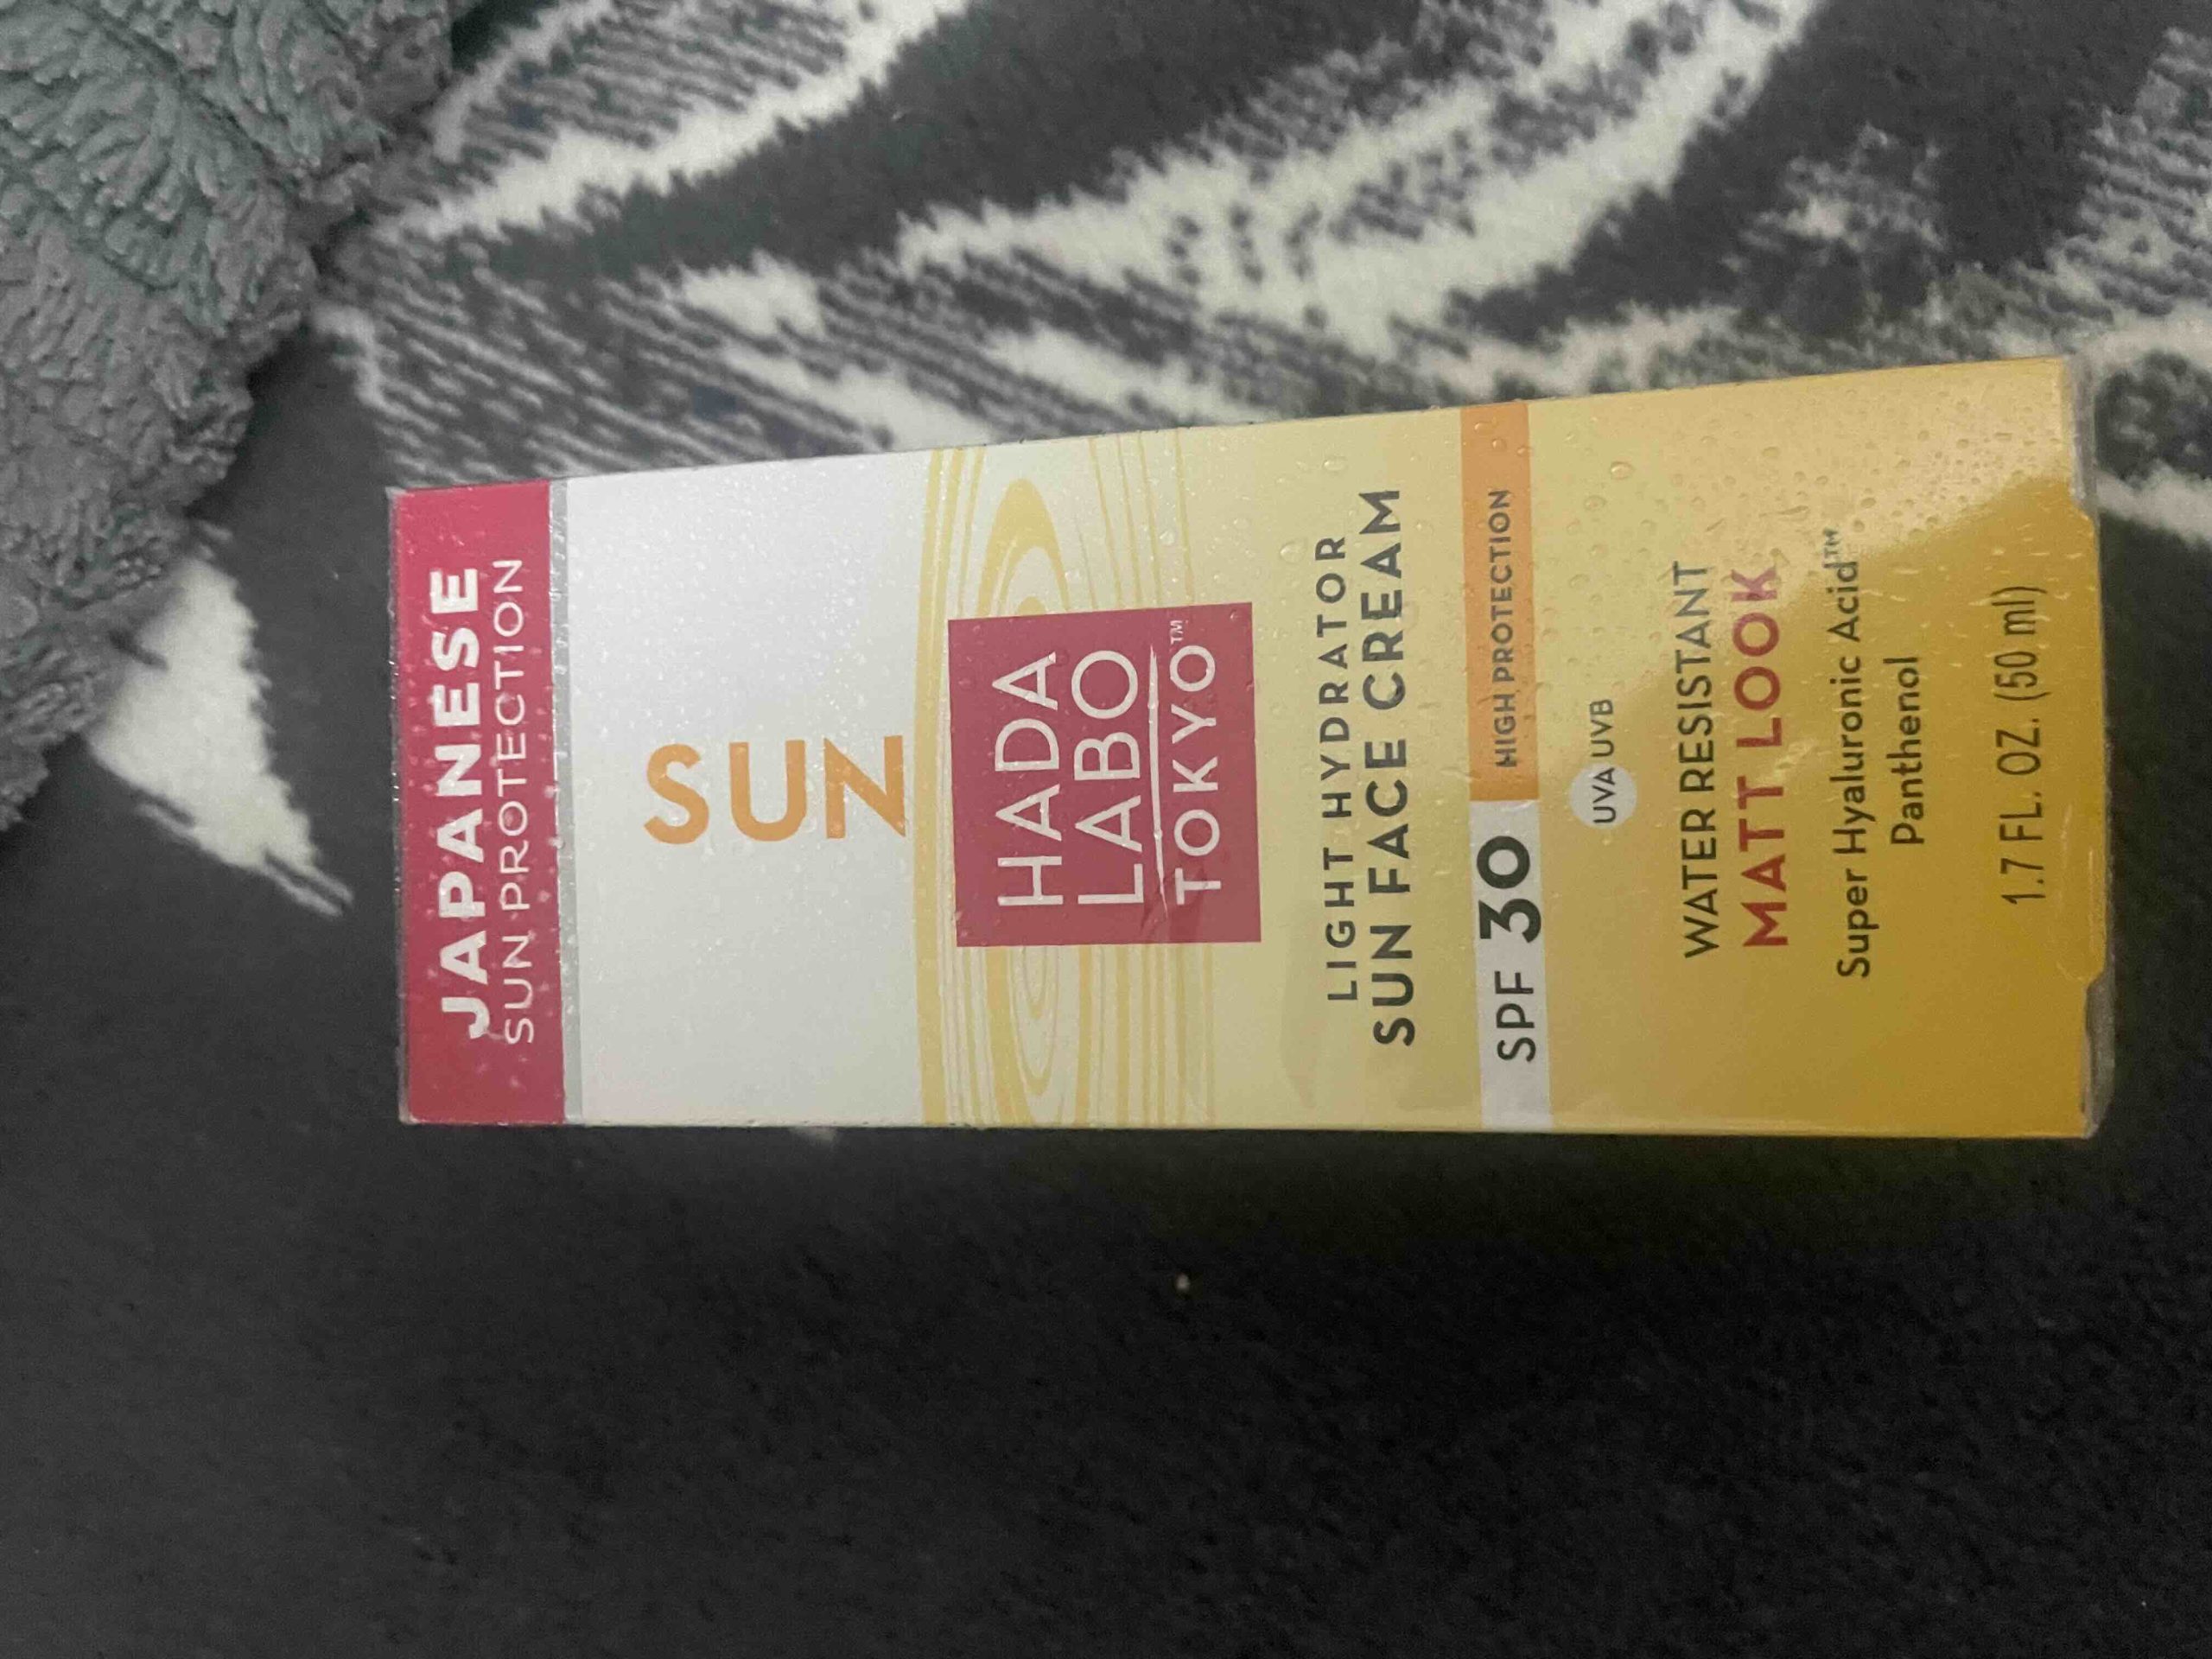 JAPANESE
SUN PROTECTION
SUN
HADA
LABO
TOKYO™
LIGHT HYDRATOR
SUN FACE CREAM
SPF 30 HIGH PROTECTION
UVA UVB
WATER RESISTANT
MATT LOOK
Super Hyaluronic Acid™
Panthenol
1.7 FL. OZ. (50 ml)